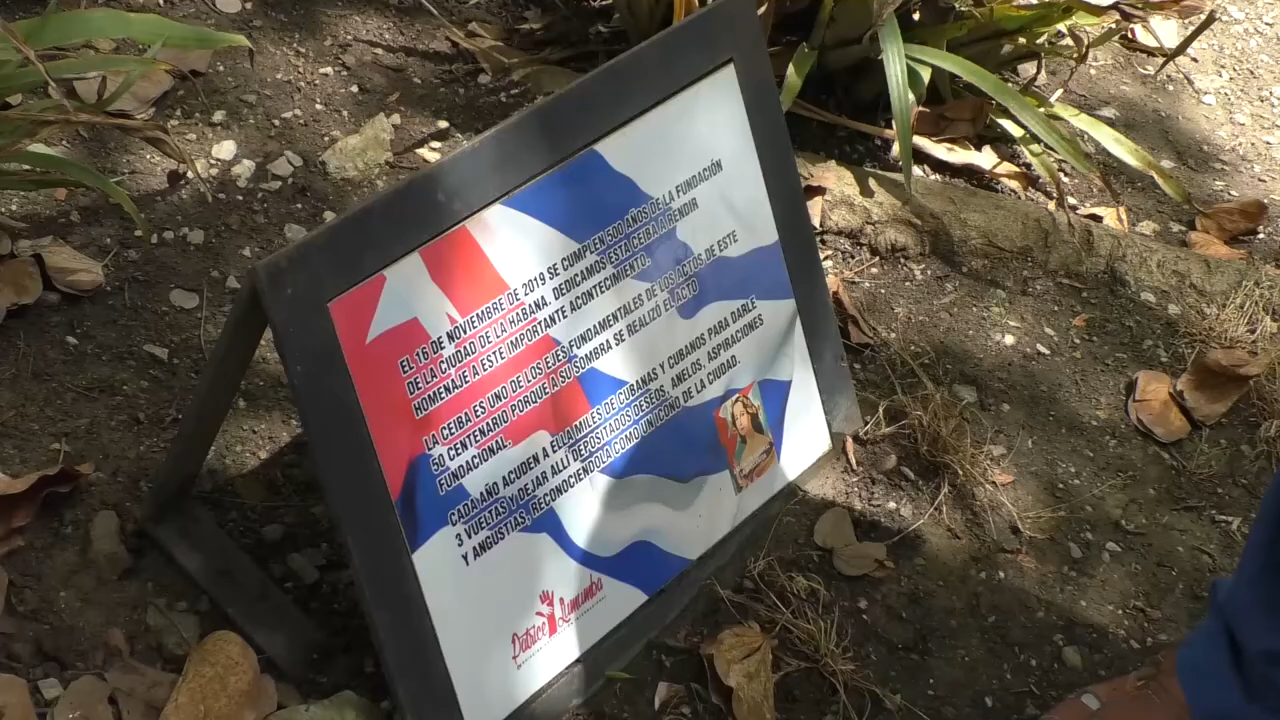 EL 16 DE NOVIEMBRE DE 2019 SE CUMPLEN 500 AÑOS DE LA FUNDACIÓN
DE LA CIUDAD DE LA HABANA. DEDICAMOS ESTA CEIBA A RENDIR
HOMENAJE A ESTE IMPORTANTE ACONTECIMIENTO.
LA CEIBA ES UNO DE LOS EJES FUNDAMENTALES DE LOS ACTOS DE ESTE
50 CENTENARIO PORQUE A SU SOMBRA SE REALIZÓ EL ACTO
FUNDACIONAL.
CADA AÑO ACUDEN A ELLA MILES DE CUBANAS Y CUBANOS PARA DARLE
3 VUELTAS Y DEJAR ALLÍ DEPOSITADOS DESEOS, ANELOS, ASPIRACIONES
Y ANGUSTIAS, RECONOCIÉNDOLA COMO UN ICONO DE LA CIUDAD.
Patrice Lumumba